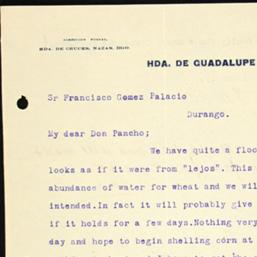 DIRECCION POSTAL,
HDA. DE CRUCES, NAZAS, DGO.
HDA. DE GUADALUPE
Sr Francisco Gomez Palacio
Durango.
My dear Don Pancho;
We have quite a floo
looks as if it were from "lejos". This
abundance of water for wheat and we wil
intended.In fact it will probably give
if it holds for a few days.Nothing very
day and hope to begin shelling corn at